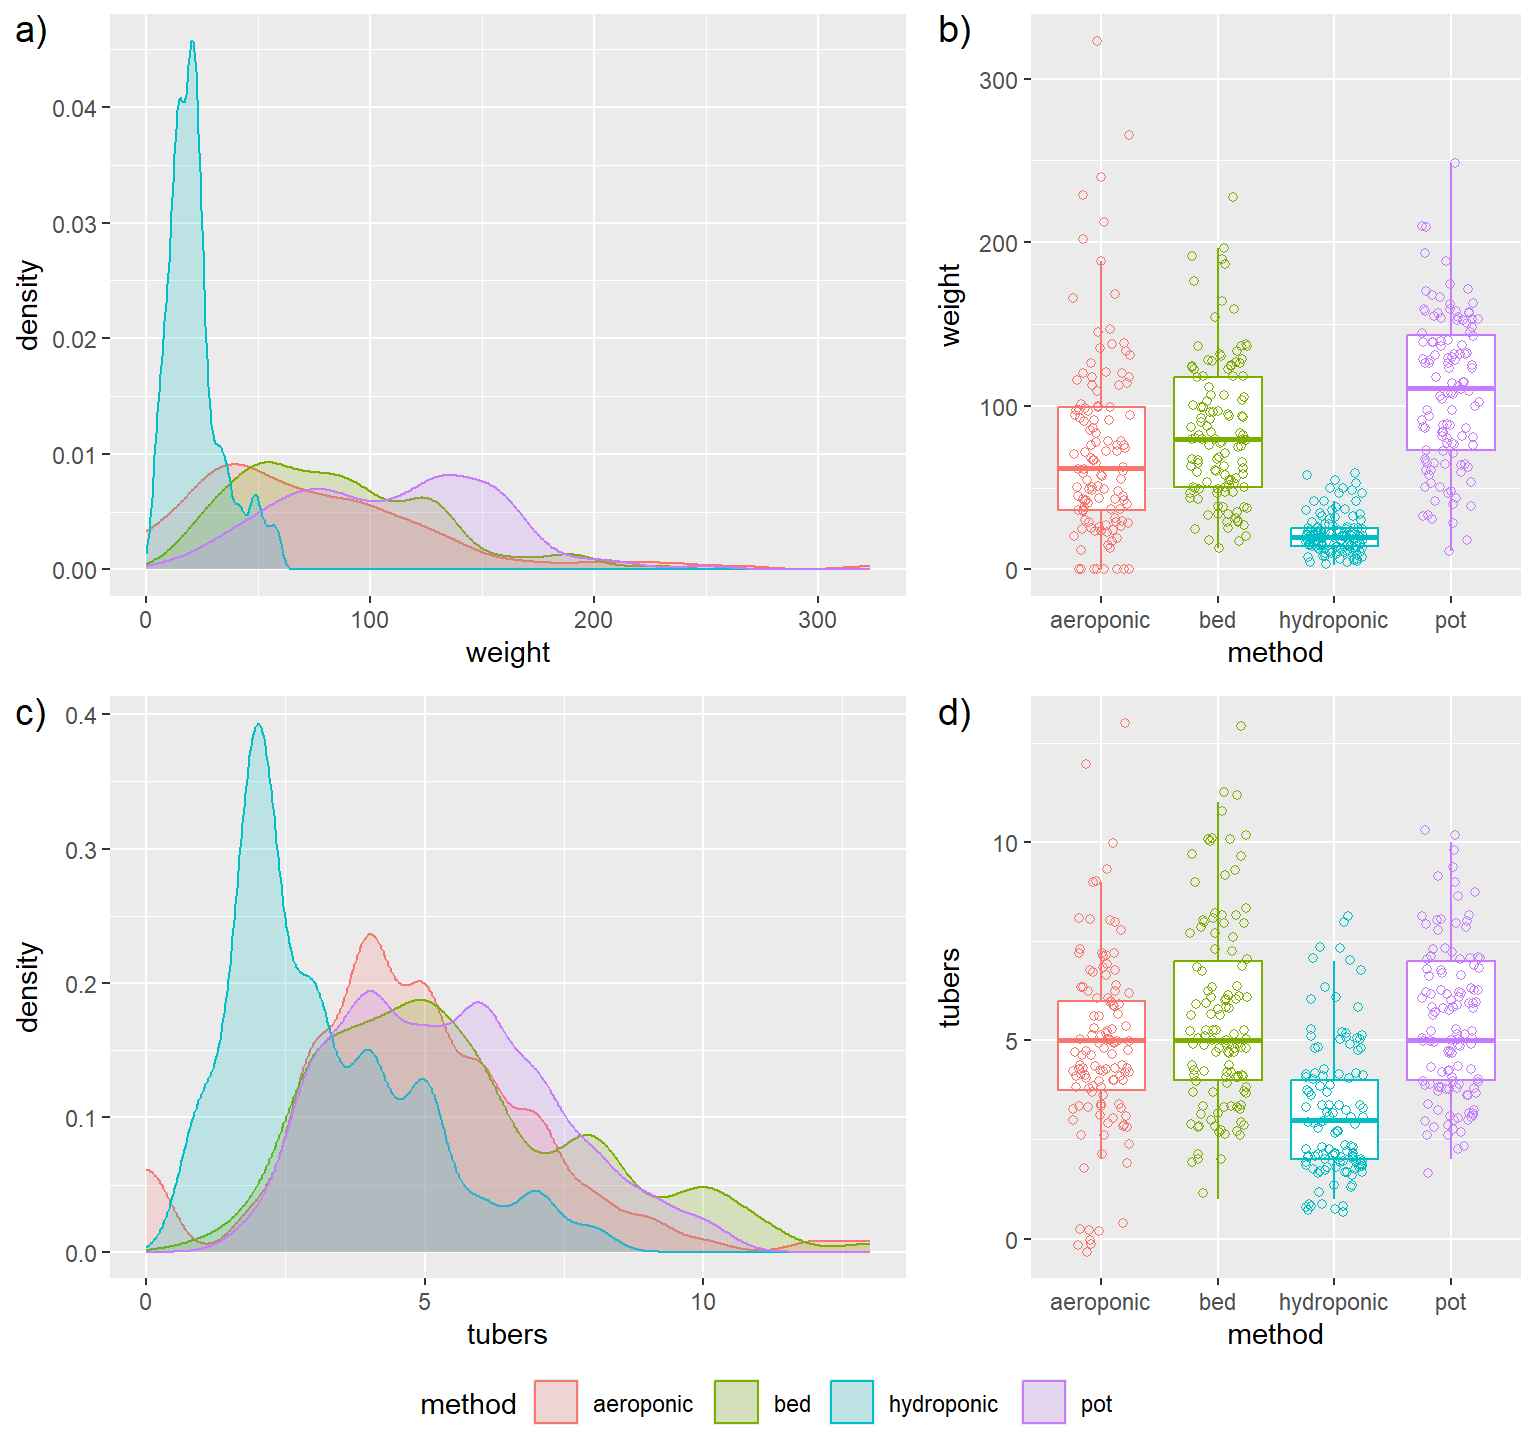 a)
0.04
0.03
0.02
0.01
0.00
density
0 100 200 300
weight
b)
300
200
100
0
weight
aeroponic bed hydroponic pot
method
c)
0.4
0.3
0.2
0.1
0.0
density
0 5 10
tubers
d)
10
5
0
tubers
aeroponic bed hydroponic pot
method
method aeroponic bed hydroponic pot